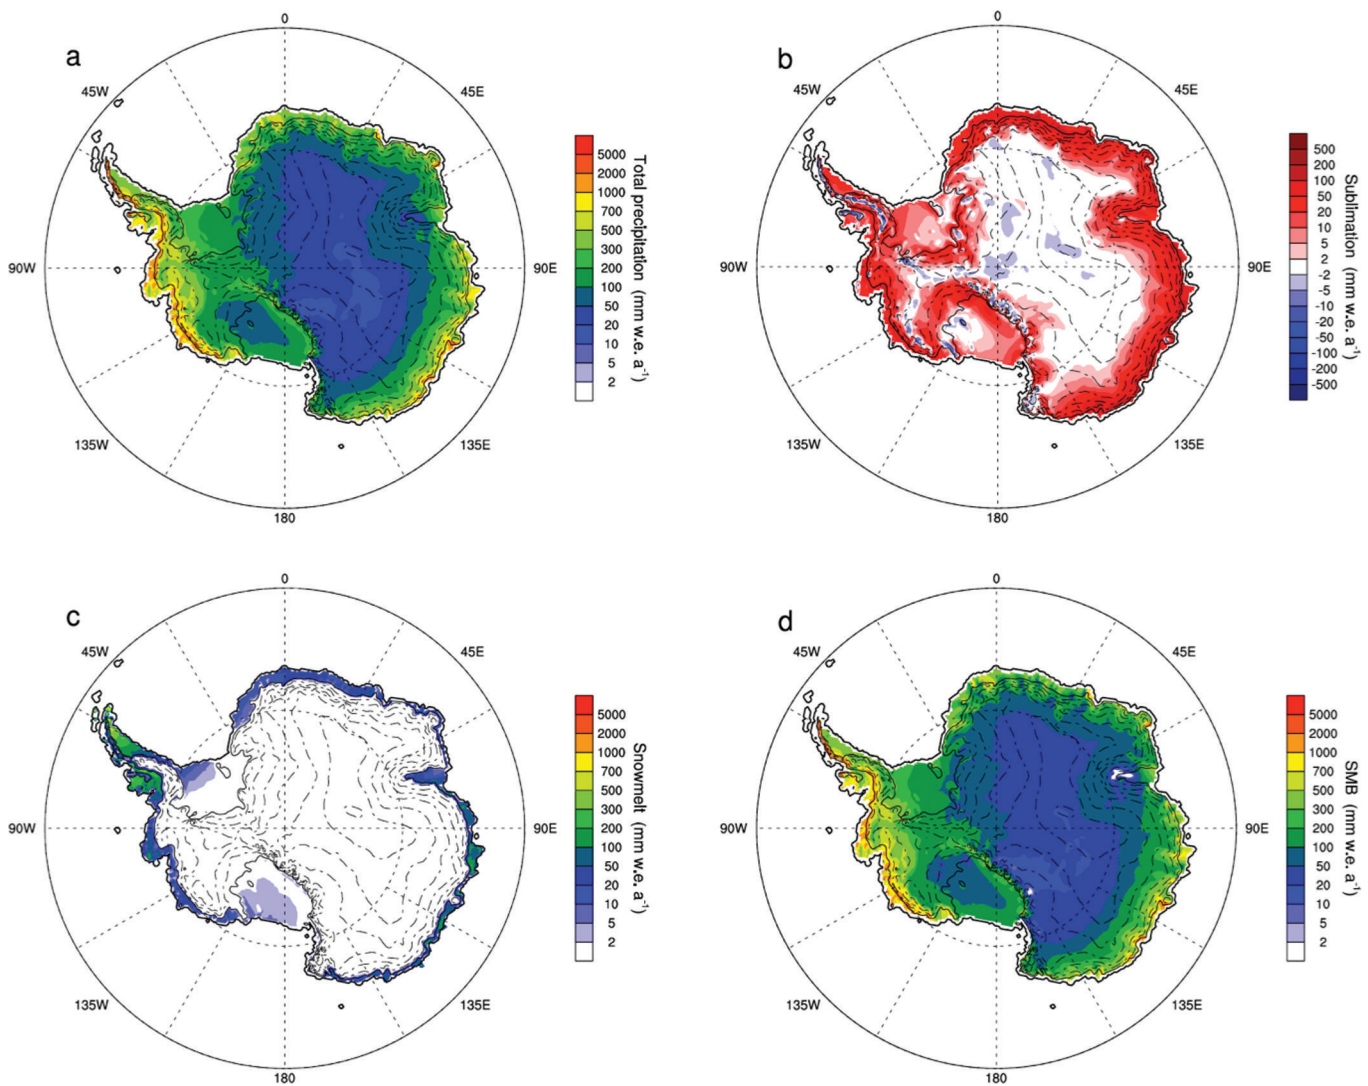 a
0
45W
45E
90W
90E
135W
135E
180
5000
2000
1000
700
500
300
200
100
50
20
10
5
2
Total precipitation (mm w.e. a-1)
b
0
45W
45E
90W
90E
135W
135E
180
500
200
100
50
20
10
5
2
-2
-5
-10
-20
-50
-100
-200
-500
Sublimation (mm w.e. a-1)
c
0
45W
45E
90W
90E
135W
135E
180
5000
2000
1000
700
500
300
200
100
50
20
10
5
2
Snowmelt (mm w.e. a-1)
d
0
45W
45E
90W
90E
135W
135E
180
5000
2000
1000
700
500
300
200
100
50
20
10
5
2
SMB (mm w.e. a-1)